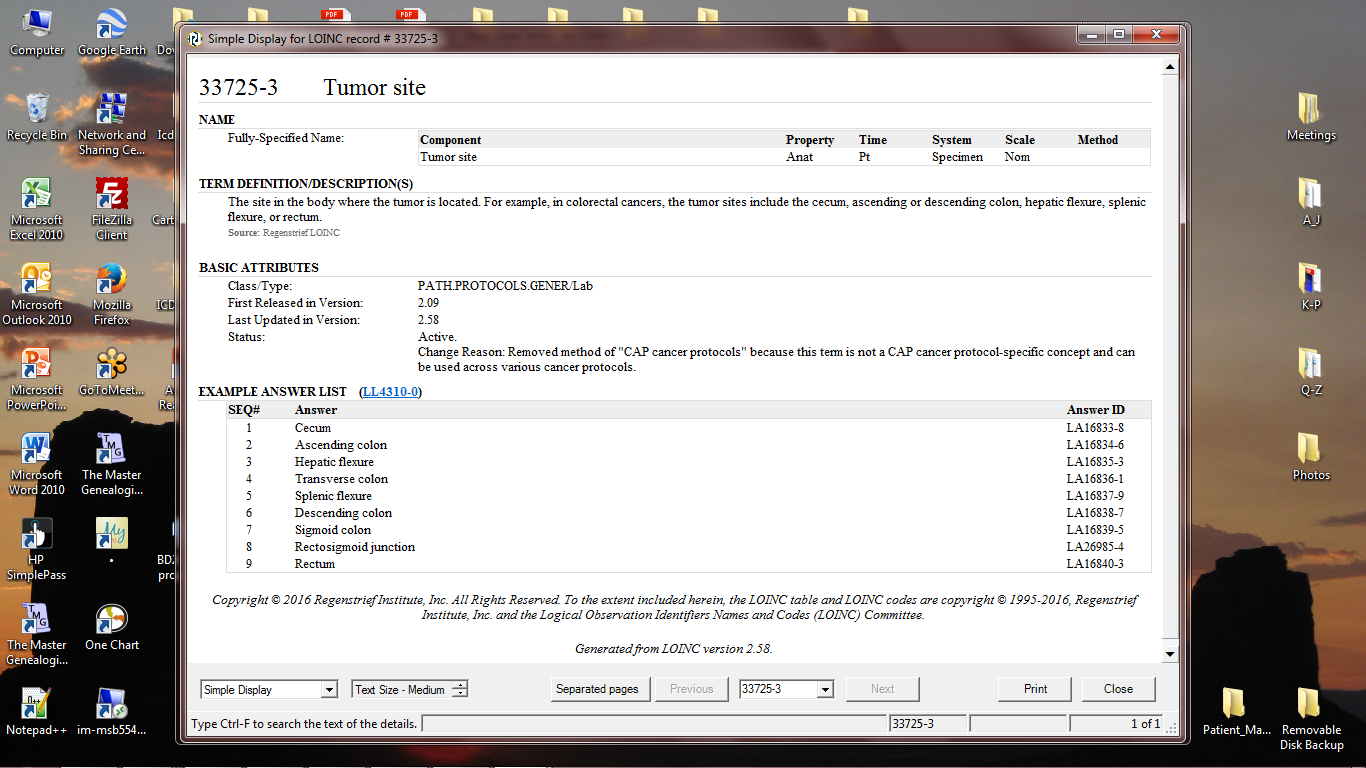 Computer
Google Earth
Recycle Bin
Network and
Sharing Ce...
Microsoft
Excel 2010
FileZilla
Client
Microsoft
Outlook 2010
Mozilla
Firefox
Microsoft
PowerPoi...
GoToMeet...
Microsoft
Word 2010
The Master
Genealogi...
HP
SimplePass
The Master
Genealogi...
One Chart
Notepad++
im-msb554...
PDF
PDF
Simple Display for LOINC record # 33725-3
33725-3 Tumor site
NAME
Fully-Specified Name:
Component Property Time System Scale Method
Tumor site Anat Pt Specimen Nom
TERM DEFINITION/DESCRIPTION(S)
The site in the body where the tumor is located. For example, in colorectal cancers, the tumor sites include the cecum, ascending or descending colon, hepatic flexure, splenic
flexure, or rectum.
Source: Regenstrief LOINC
BASIC ATTRIBUTES
Class/Type: PATH.PROTOCOLS.GENER/Lab
First Released in Version: 2.09
Last Updated in Version: 2.58
Status: Active.
Change Reason: Removed method of "CAP cancer protocols" because this term is not a CAP cancer protocol-specific concept and can
be used across various cancer protocols.
EXAMPLE ANSWER LIST (LL4310-0)
SEQ# Answer Answer ID
1 Cecum LA16833-8
2 Ascending colon LA16834-6
3 Hepatic flexure LA16835-3
4 Transverse colon LA16836-1
5 Splenic flexure LA16837-9
6 Descending colon LA16838-7
7 Sigmoid colon LA16839-5
8 Rectosigmoid junction LA26985-4
9 Rectum LA16840-3
Copyright © 2016 Regenstrief Institute, Inc. All Rights Reserved. To the extent included herein, the LOINC table and LOINC codes are copyright © 1995-2016, Regenstrief
Institute, Inc. and the Logical Observation Identifiers Names and Codes (LOINC) Committee.
Generated from LOINC version 2.58.
Simple Display Text Size - Medium Separated pages Previous 33725-3 Next Print Close
Type Ctrl-F to search the text of the details. 33725-3 1 of 1
Meetings
A_J
K-P
Q-Z
Photos
Patient_Ma...
Removable
Disk Backup